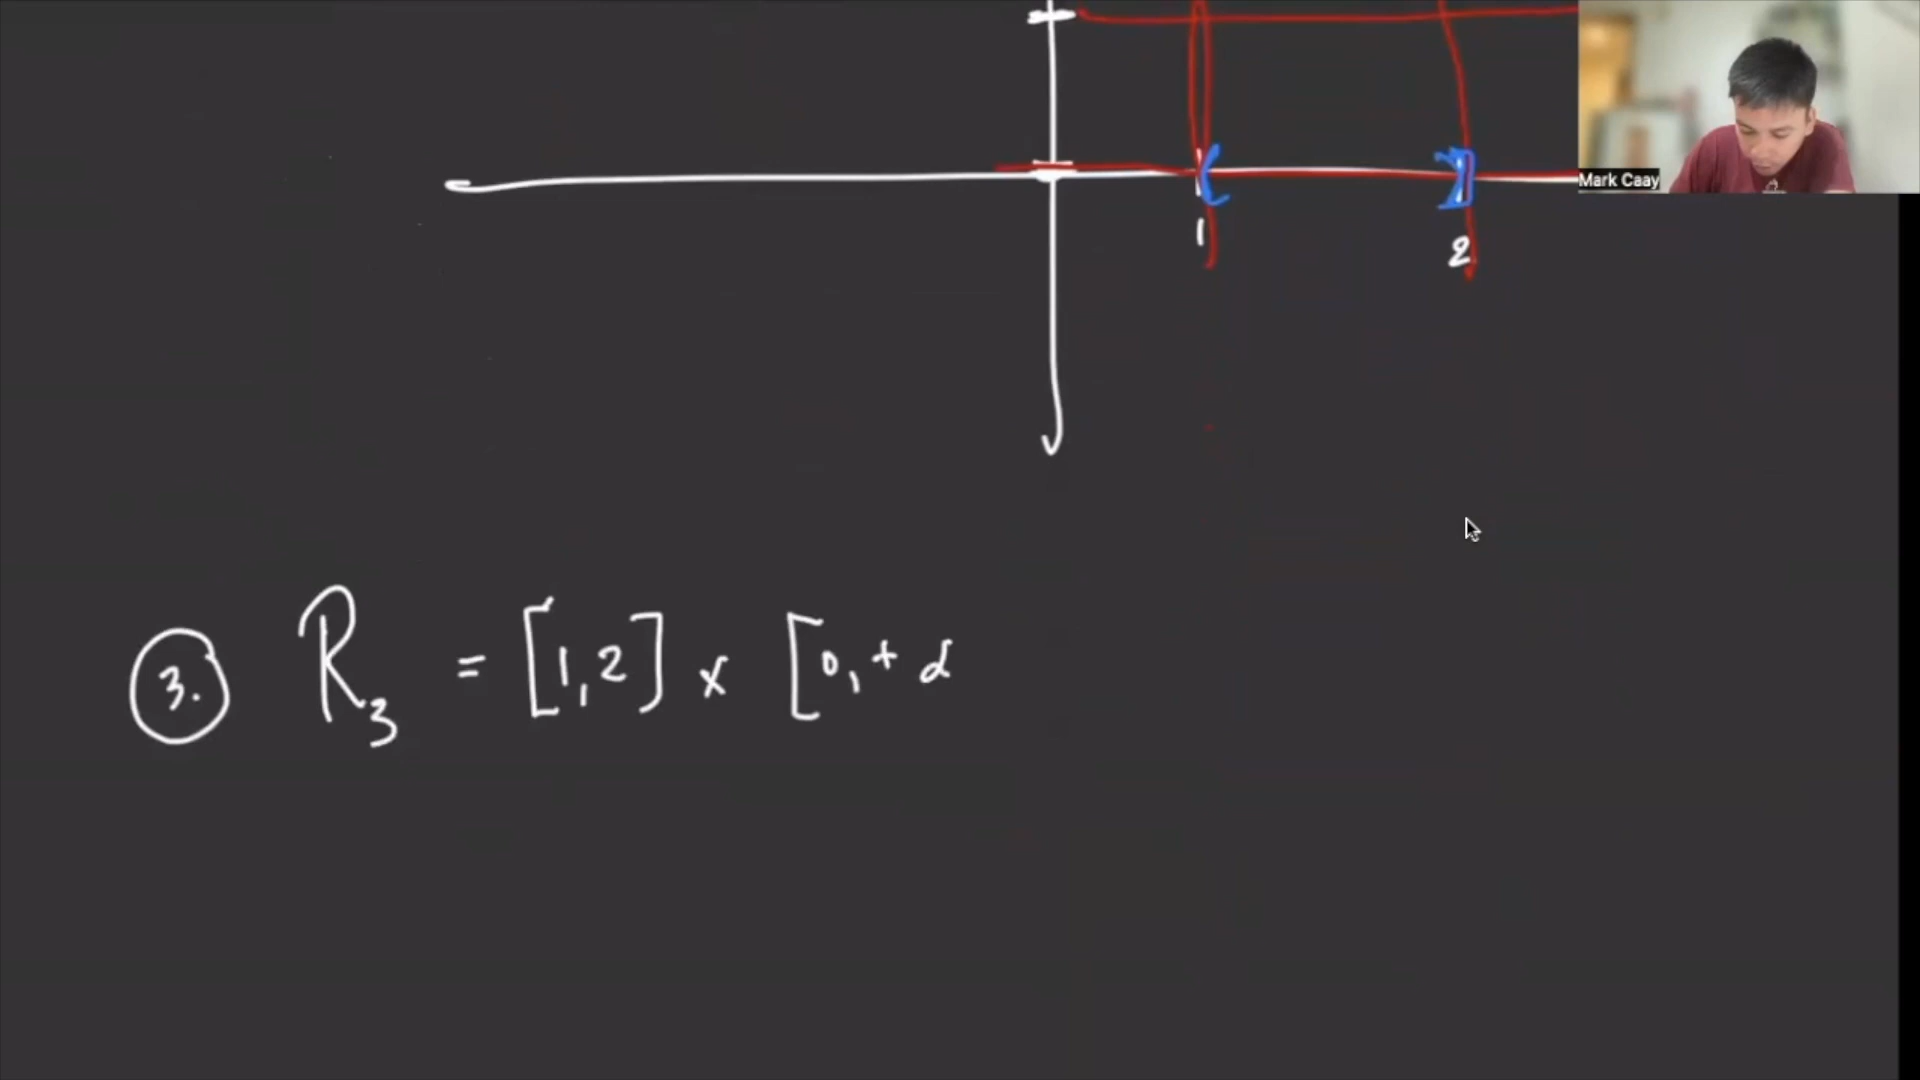 Mark Caay
1
2
3. R₃ = [1,2] x [0, + α